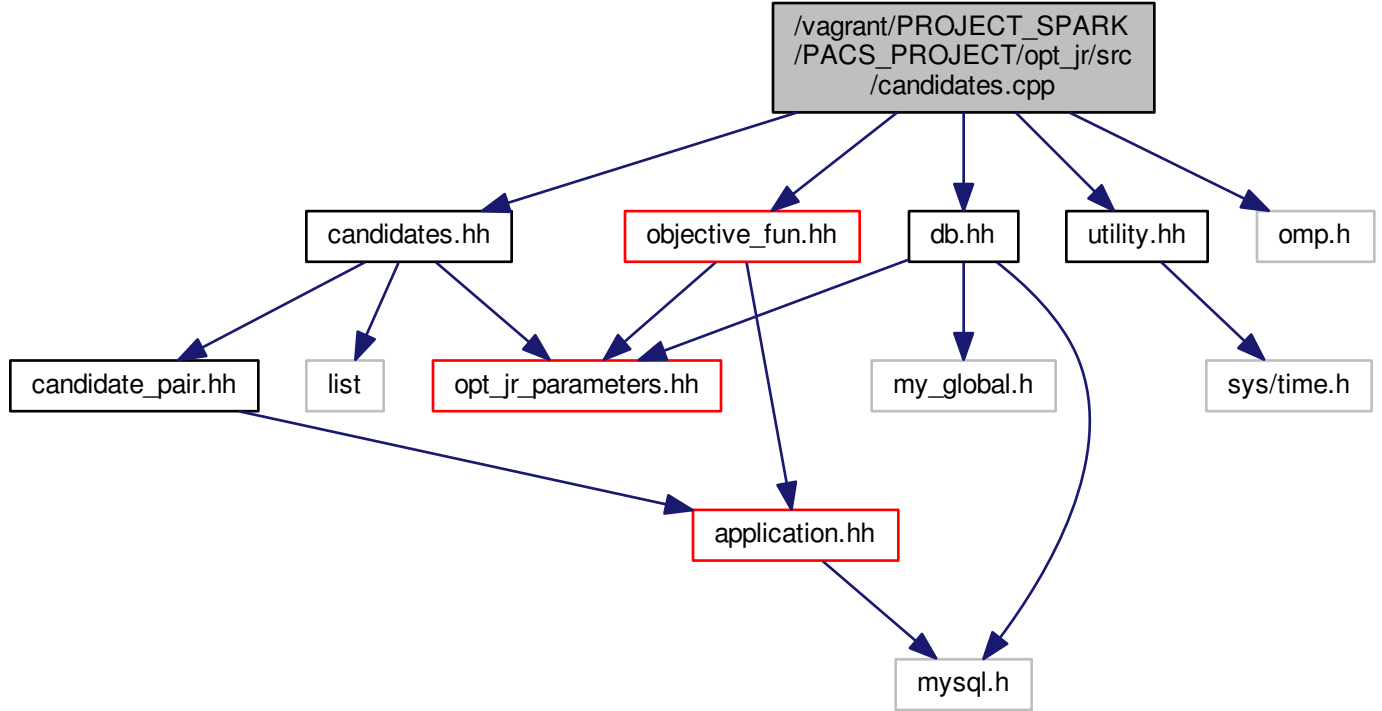 /vagrant/PROJECT_SPARK
/PACS_PROJECT/opt_jr/src
/candidates.cpp
candidates.hh
objective_fun.hh
db.hh
utility.hh
omp.h
candidate_pair.hh
list
opt_jr_parameters.hh
my_global.h
sys/time.h
application.hh
mysql.h